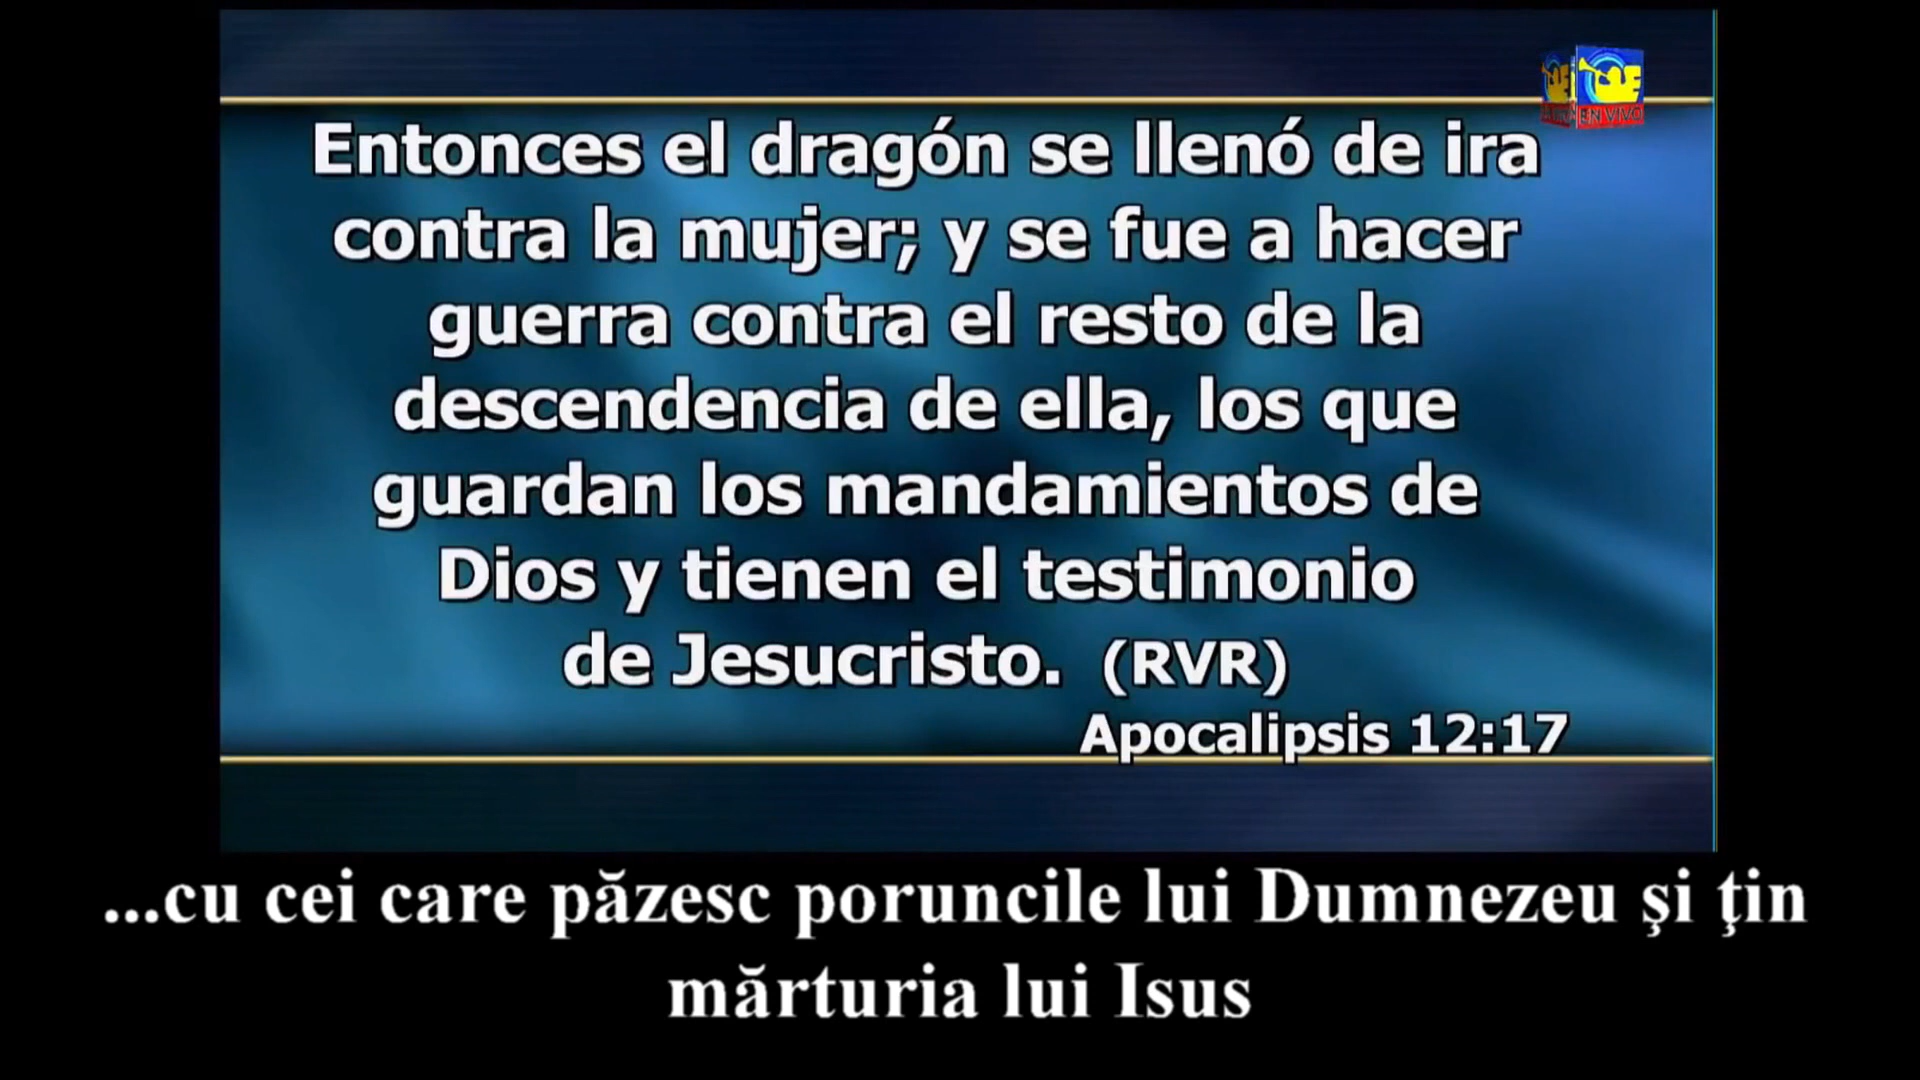 EN VIVO
Entonces el dragón se llenó de ira
contra la mujer; y se fue a hacer
guerra contra el resto de la
descendencia de ella, los que
guardan los mandamientos de
Dios y tienen el testimonio
de Jesucristo. (RVR)
Apocalipsis 12:17
...cu cei care păzesc poruncile lui Dumnezeu şi ţin
mărturia lui Isus